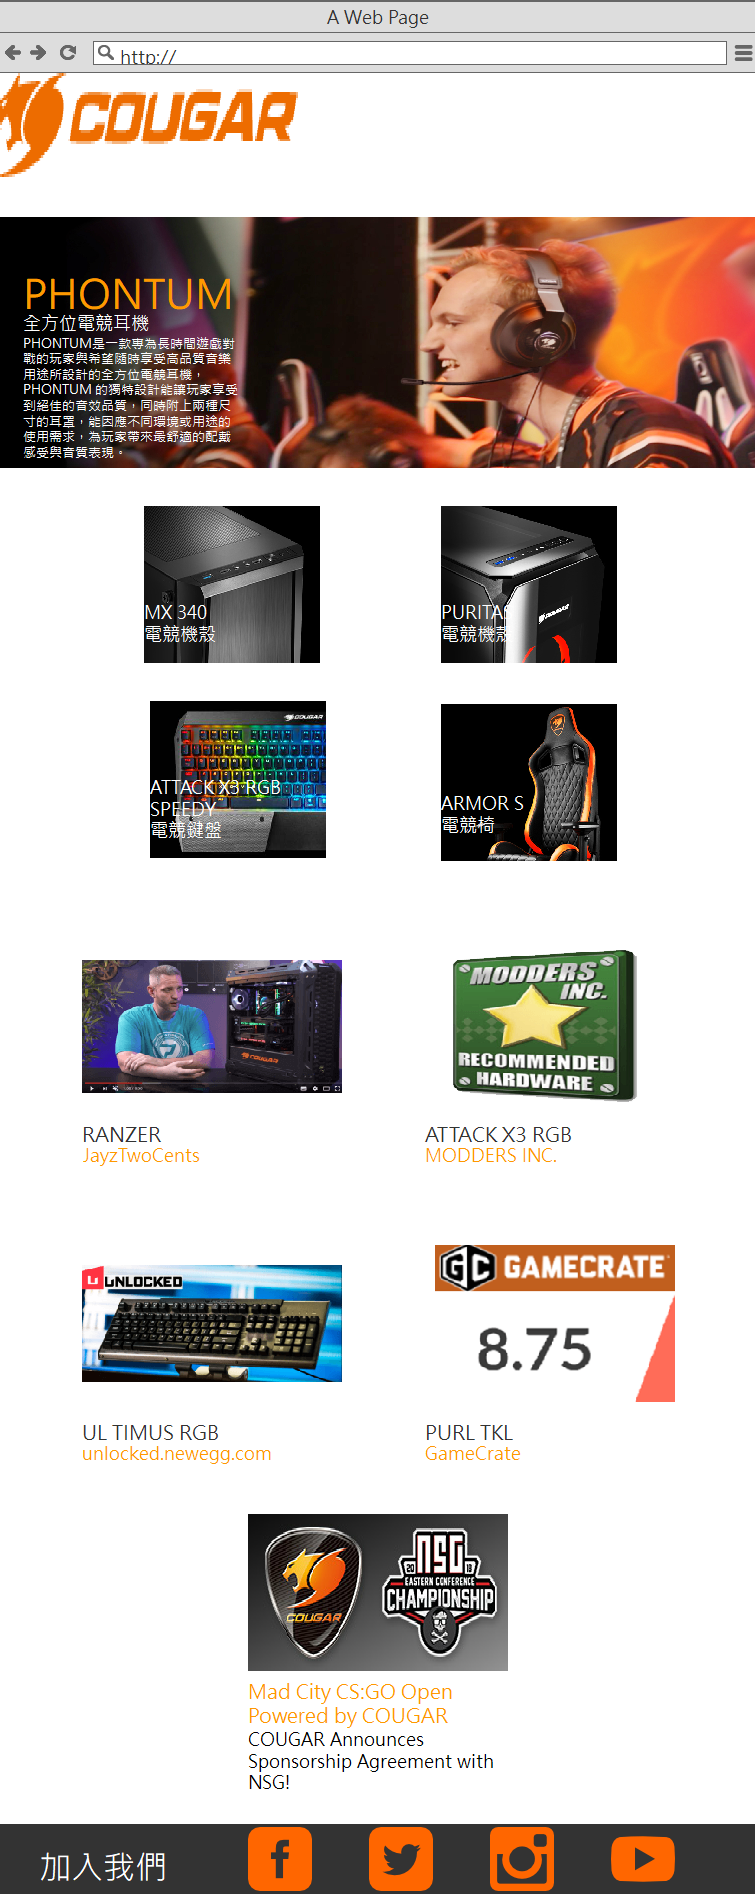 A Web Page
http://
COUGAR
PHONTUM
全方位電競耳機
PHONTUM是一款專為長時間遊戲對
戰的玩家與希望隨時享受高品質音樂
用途所設計的全方位電競耳機，
PHONTUM 的獨特設計能讓玩家享受
到絕佳的音效品質，同時附上兩種尺
寸的耳罩，能因應不同環境或用途的
使用需求，為玩家帶來最舒適的配戴
感受與音質表現。
MX 340
電競機殼
PURITAS
電競機殼
COUGAR
COUGAR
ATTACK X3 RGB
SPEEDY
電競鍵盤
ARMOR S
電競椅
COUGAR
MODDERS
INC.
RECOMMENDED
HARDWARE
RANZER
JayzTwoCents
ATTACK X3 RGB
MODDERS INC.
UNLOCKED
GC GAMECRATE
8.75
UL TIMUS RGB
unlocked.newegg.com
PURL TKL
GameCrate
COUGAR
NSG
2018
EASTERN CONFERENCE
CHAMPIONSHIP
Mad City CS:GO Open
Powered by COUGAR
COUGAR Announces
Sponsorship Agreement with
NSG!
加入我們